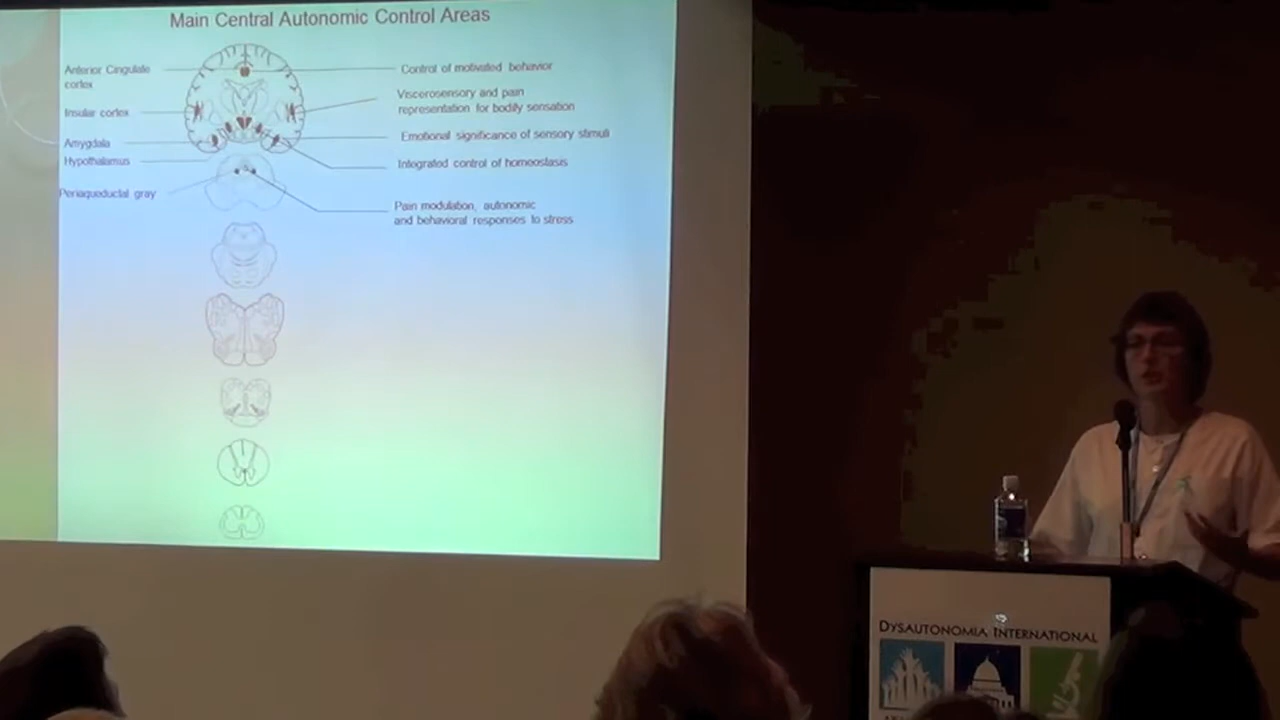 Main Central Autonomic Control Areas
Anterior Cingulate
cortex
Control of motivated behavior
Viscerosensory and pain
representation for bodily sensation
Insular cortex
Emotional significance of sensory stimuli
Amygdala
Hypothalamus
Integrated control of homeostasis
Periaqueductal gray
Pain modulation, autonomic
and behavioral responses to stress
DYSAUTONOMIA INTERNATIONAL